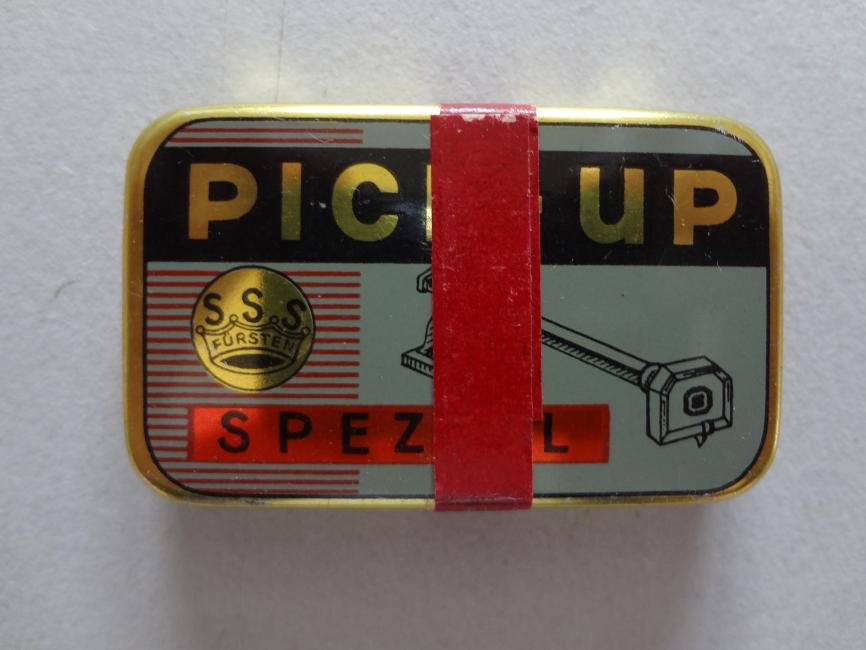 PIC -uP
S S S
FÜRSTEN
SPEZ L